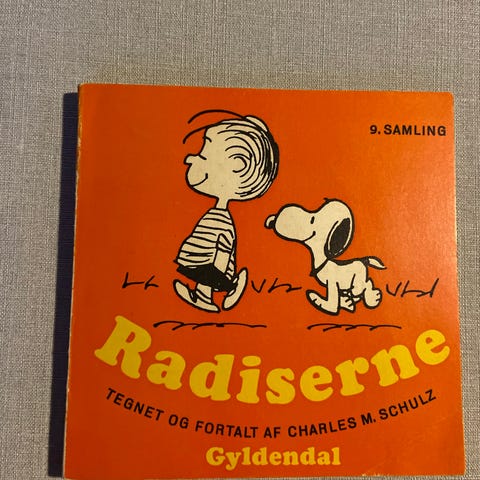 9. SAMLING
Radiserne
TEGNET OG FORTALT AF CHARLES M. SCHULZ
Gyldendal